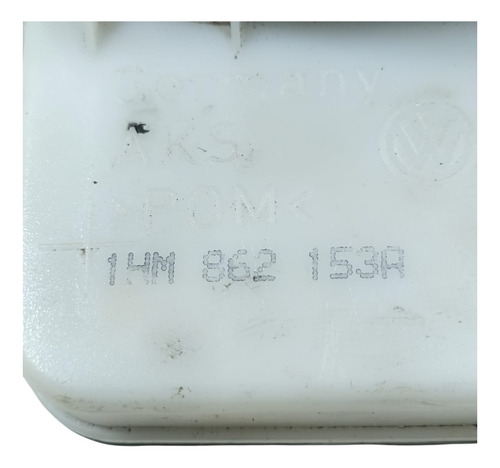 Germany
AKS
>POM<
1HM 862 153A